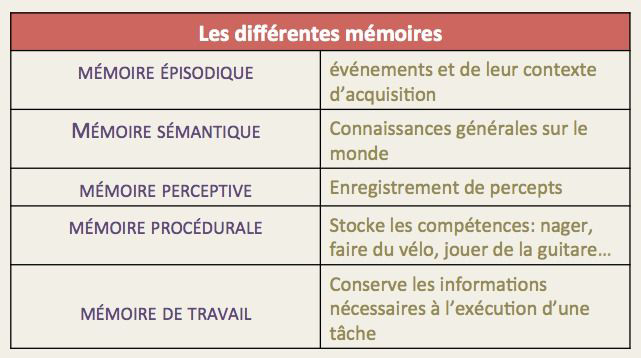 Les différentes mémoires
MÉMOIRE ÉPISODIQUE
événements et de leur contexte
d’acquisition
MÉMOIRE SÉMANTIQUE
Connaissances générales sur le
monde
MÉMOIRE PERCEPTIVE
Enregistrement de percepts
MÉMOIRE PROCÉDURALE
Stocke les compétences: nager,
faire du vélo, jouer de la guitare…
MÉMOIRE DE TRAVAIL
Conserve les informations
nécessaires à l’exécution d’une
tâche